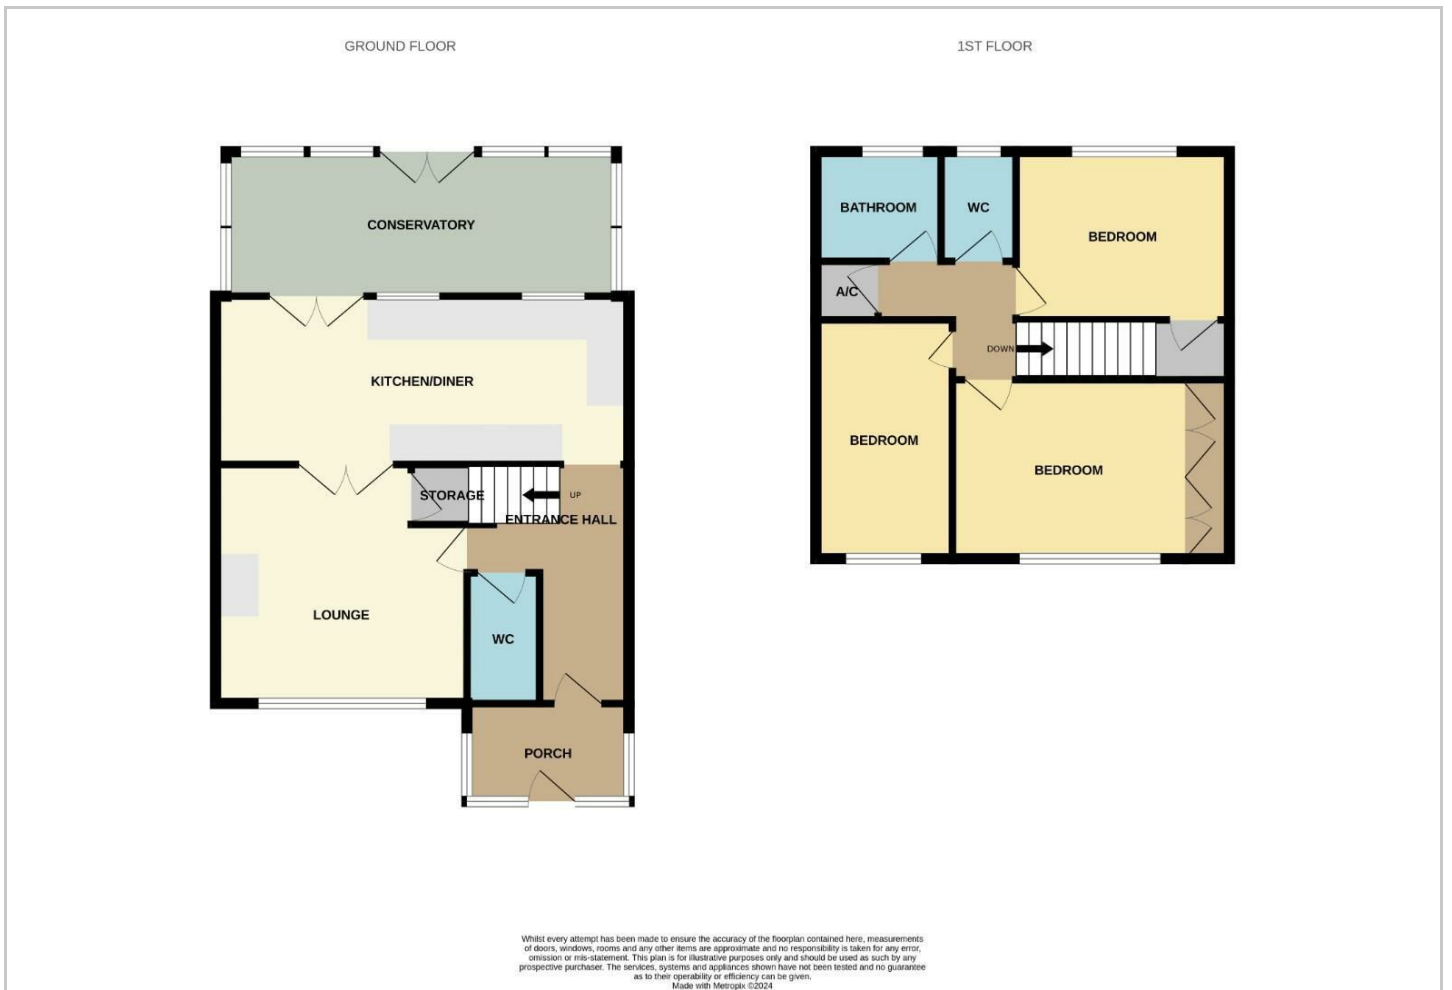 GROUND FLOOR
1ST FLOOR
CONSERVATORY
KITCHEN/DINER
STORAGE
UP
ENTRANCE HALL
LOUNGE
WC
PORCH
BATHROOM
WC
BEDROOM
A/C
DOWN
BEDROOM
BEDROOM
Whilst every attempt has been made to ensure the accuracy of the floorplan contained here, measurements
of doors, windows, rooms and any other items are approximate and no responsibility is taken for any error,
omission or mis-statement. This plan is for illustrative purposes only and should be used as such by any
prospective purchaser. The services, systems and appliances shown have not been tested and no guarantee
as to their operability or efficiency can be given.
Made with Metropix ©2024